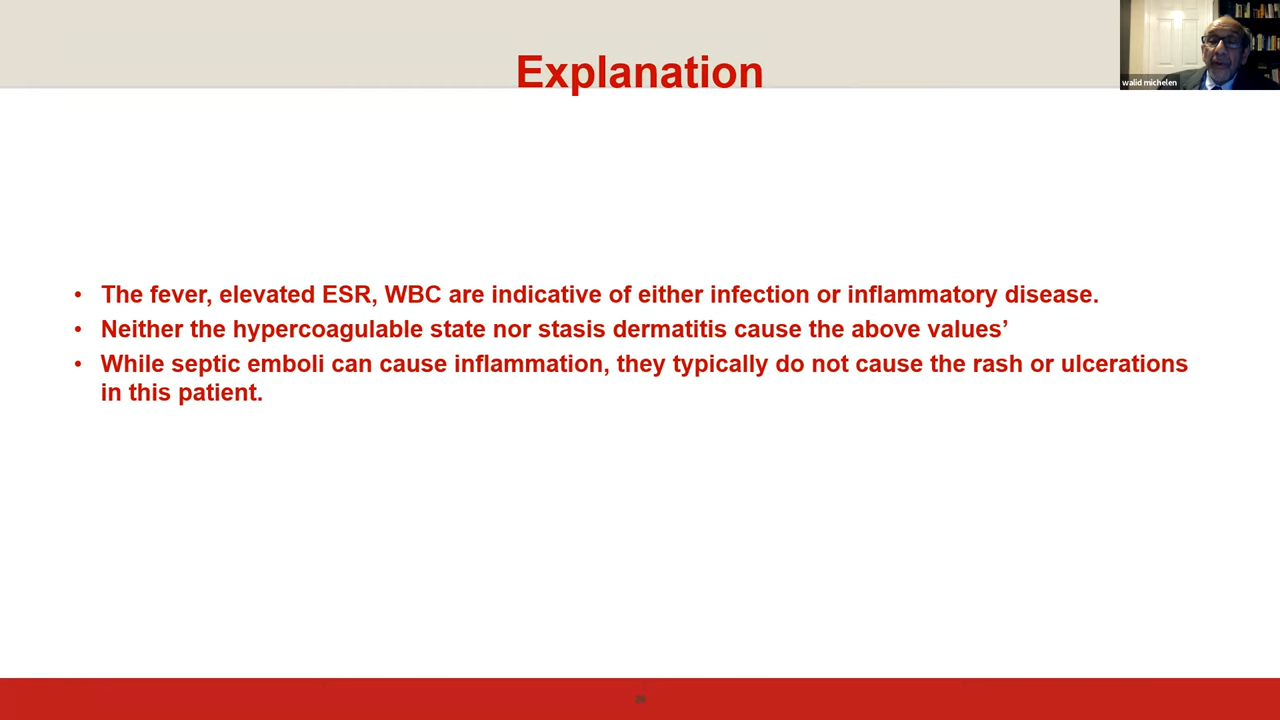 Explanation
walid michelen
• The fever, elevated ESR, WBC are indicative of either infection or inflammatory disease.
• Neither the hypercoagulable state nor stasis dermatitis cause the above values’
• While septic emboli can cause inflammation, they typically do not cause the rash or ulcerations
in this patient.